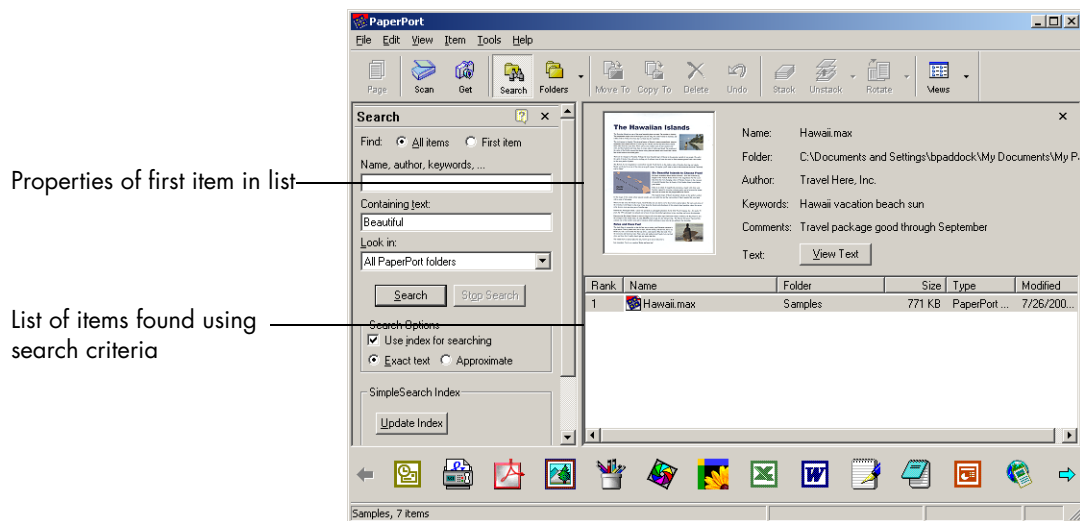 PaperPort
File Edit View Item Tools Help
Page Scan Get Search Folders Move To Copy To Delete Undo Stack Unstack Rotate Views
Search
Find: All items First item
Name, author, keywords, ...
Containing text:
Beautiful
Look in:
All PaperPort folders
Search Stop Search
Search Options
Use index for searching
Exact text Approximate
SimpleSearch Index
Update Index
The Hawaiian Islands
Name: Hawaii.max
Folder: C:\Documents and Settings\bpaddock\My Documents\My P
Author: Travel Here, Inc.
Keywords: Hawaii vacation beach sun
Comments: Travel package good through September
Text: View Text
Rank Name Folder Size Type Modified
1 Hawaii.max Samples 771 KB PaperPort ... 7/26/200...
Samples, 7 items
Properties of first item in list
List of items found using
search criteria